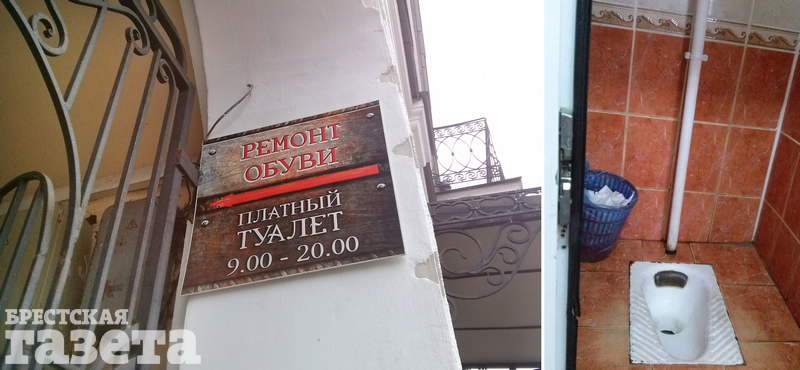 РЕМОНТ
ОБУВИ
ПЛАТНЫЙ
ТУАЛЕТ
9.00 - 20.00
БРЕСТСКАЯ
газета